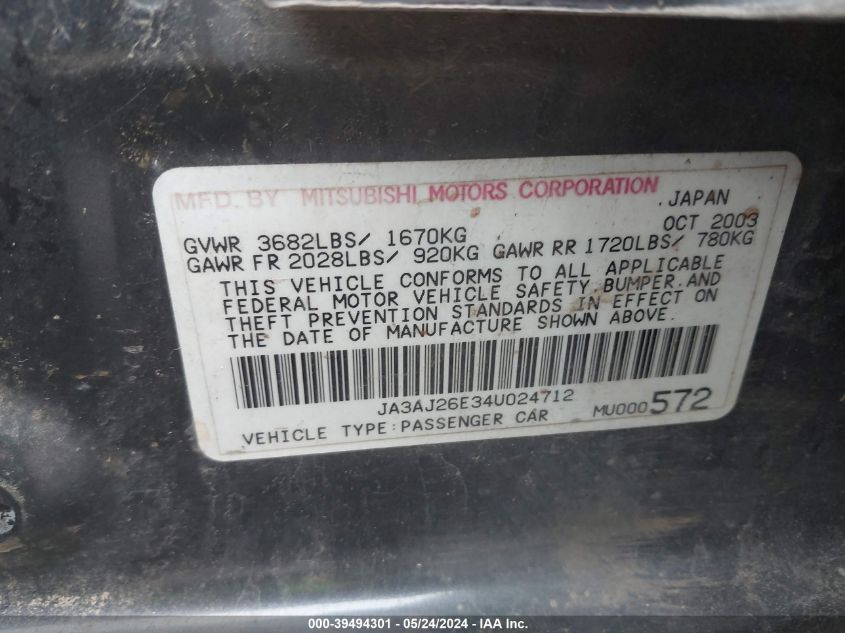 MFD. BY MITSUBISHI MOTORS CORPORATION JAPAN
OCT 2003
GVWR 3682LBS/ 1670KG
GAWR FR 2028LBS/ 920KG GAWR RR 1720LBS/ 780KG
THIS VEHICLE CONFORMS TO ALL APPLICABLE
FEDERAL MOTOR VEHICLE SAFETY, BUMPER, AND
THEFT PREVENTION STANDARDS IN EFFECT ON
THE DATE OF MANUFACTURE SHOWN ABOVE.
JA3AJ26E34U024712
VEHICLE TYPE:PASSENGER CAR MU000572
000-39494301 - 05/24/2024 - IAA Inc.